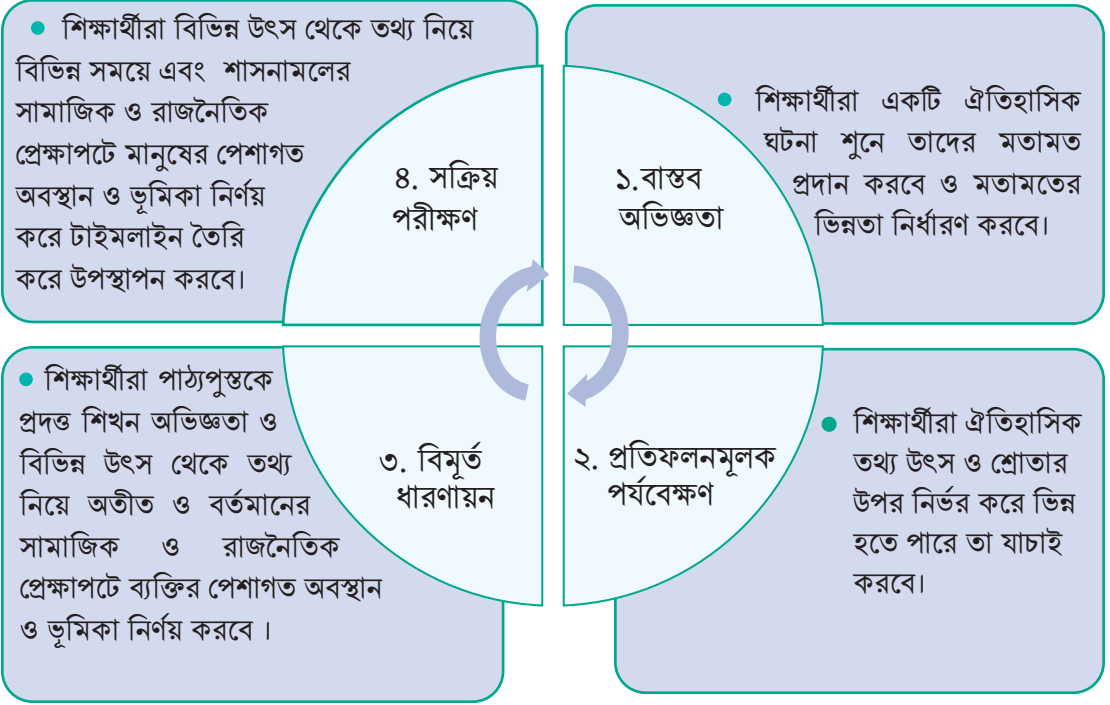 • শিক্ষার্থীরা বিভিন্ন উৎস থেকে তথ্য নিয়ে
বিভিন্ন সময়ে এবং শাসনামলের
সামাজিক ও রাজনৈতিক
প্রেক্ষাপটে মানুষের পেশাগত
অবস্থান ও ভূমিকা নির্ণয়
করে টাইমলাইন তৈরি
করে উপস্থাপন করবে।
৪. সক্রিয়
পরীক্ষণ
১.বাস্তব
অভিজ্ঞতা
• শিক্ষার্থীরা একটি ঐতিহাসিক
ঘটনা শুনে তাদের মতামত
প্রদান করবে ও মতামতের
ভিন্নতা নির্ধারণ করবে।
• শিক্ষার্থীরা পাঠ্যপুস্তকে
প্রদত্ত শিখন অভিজ্ঞতা ও
বিভিন্ন উৎস থেকে তথ্য
নিয়ে অতীত ও বর্তমানের
সামাজিক ও রাজনৈতিক
প্রেক্ষাপটে ব্যক্তির পেশাগত অবস্থান
ও ভূমিকা নির্ণয় করবে ।
৩. বিমূর্ত
ধারণায়ন
২. প্রতিফলনমূলক
পর্যবেক্ষণ
• শিক্ষার্থীরা ঐতিহাসিক
তথ্য উৎস ও শ্রোতার
উপর নির্ভর করে ভিন্ন
হতে পারে তা যাচাই
করবে।